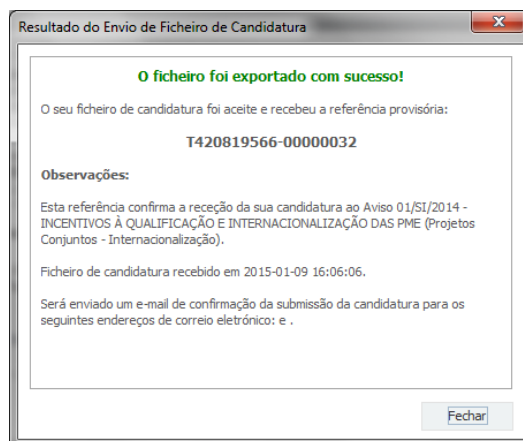 Resultado do Envio de Ficheiro de Candidatura
O ficheiro foi exportado com sucesso!
O seu ficheiro de candidatura foi aceite e recebeu a referência provisória:
T420819566-00000032
Observações:
Esta referência confirma a receção da sua candidatura ao Aviso 01/SI/2014 -
INCENTIVOS À QUALIFICAÇÃO E INTERNACIONALIZAÇÃO DAS PME (Projetos
Conjuntos - Internacionalização).
Ficheiro de candidatura recebido em 2015-01-09 16:06:06.
Será enviado um e-mail de confirmação da submissão da candidatura para os
seguintes endereços de correio eletrónico: e .
Fechar